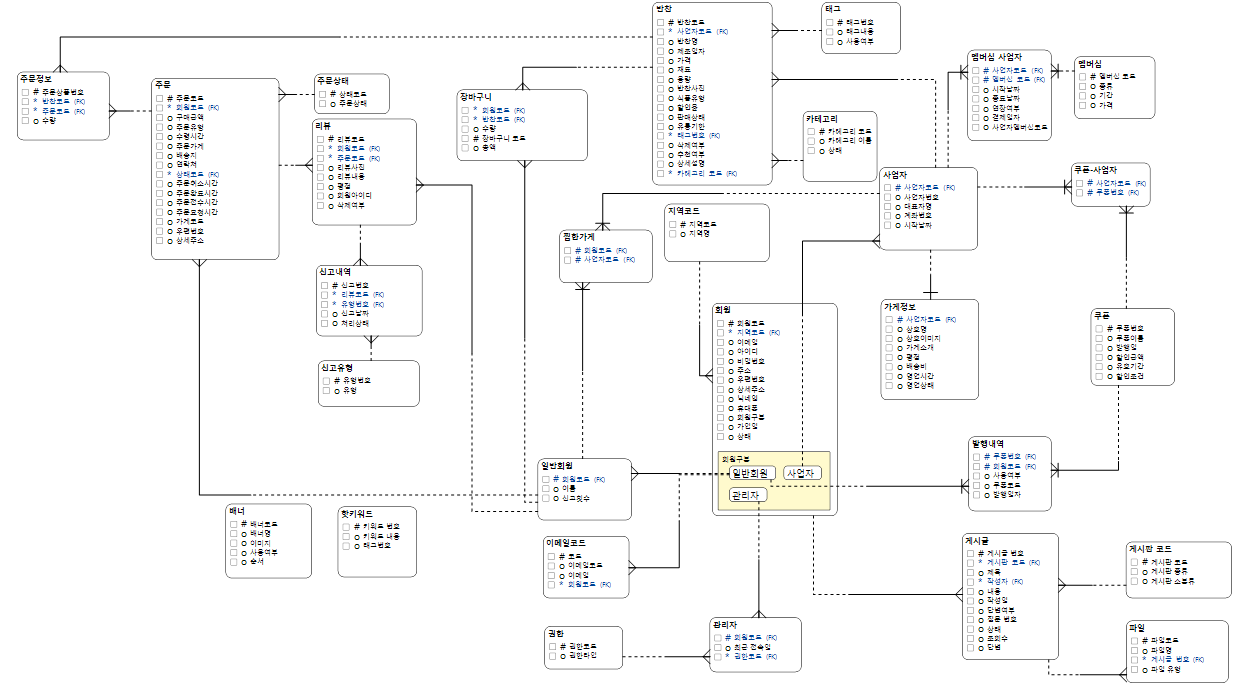 주문정보
# 주문상품번호
* 반찬코드 (FK)
* 주문코드 (FK)
o 수량
주문
# 주문코드
* 회원코드 (FK)
o 구매금액
o 주문유형
o 수령시간
o 주문가게
o 배송지
o 연락처
* 상태코드 (FK)
o 주문취소시간
o 주문완료시간
o 주문접수시간
o 주문요청시간
o 가게코드
o 우편번호
o 상세주소
주문상태
# 상태코드
o 주문상태
리뷰
# 리뷰코드
* 회원코드 (FK)
* 주문코드 (FK)
o 리뷰사진
o 리뷰내용
o 평점
o 회원아이디
o 삭제여부
신고내역
# 신고번호
* 리뷰코드 (FK)
* 유형번호 (FK)
o 신고날짜
o 처리상태
신고유형
# 유형번호
o 유형
장바구니
* 회원코드 (FK)
* 반찬코드 (FK)
o 수량
# 장바구니 코드
o 총액
반찬
# 반찬코드
* 사업자코드 (FK)
o 반찬명
o 제조일자
o 가격
o 재료
o 용량
o 반찬사진
o 식품유형
o 할인율
o 판매상태
o 유통기한
* 태그번호 (FK)
o 삭제여부
o 추천여부
o 상세설명
* 카테고리 코드 (FK)
태그
# 태그번호
o 태그내용
o 사용여부
카테고리
# 카테고리 코드
o 카테고리 이름
o 상태
멤버십 사업자
# 사업자코드 (FK)
# 멤버십 코드 (FK)
o 시작날짜
o 종료날짜
o 연장여부
o 결제일자
o 사업자멤버십코드
멤버십
# 멤버십 코드
o 종류
o 기간
o 가격
사업자
# 사업자코드 (FK)
o 사업자번호
o 대표자명
o 계좌번호
o 시작날짜
쿠폰-사업자
# 사업자코드 (FK)
# 쿠폰번호 (FK)
지역코드
# 지역코드
o 지역명
찜한가게
# 회원코드 (FK)
# 사업자코드 (FK)
회원
# 회원코드
* 지역코드 (FK)
o 이메일
o 아이디
o 비밀번호
o 주소
o 우편번호
o 상세주소
o 닉네임
o 휴대폰
o 회원구분
o 가입일
o 상태
회원구분
일반회원
사업자
관리자
가게정보
# 사업자코드 (FK)
o 상호명
o 상호이미지
o 가게소개
o 평점
o 배송비
o 영업시간
o 영업상태
쿠폰
# 쿠폰번호
o 쿠폰이름
o 발행일
o 할인금액
o 유효기간
o 할인조건
발행내역
# 쿠폰번호 (FK)
# 회원코드 (FK)
o 사용여부
o 쿠폰코드
o 발행일자
일반회원
# 회원코드 (FK)
o 이름
o 신고횟수
배너
# 배너코드
o 배너명
o 이미지
o 사용여부
o 순서
핫키워드
# 키워드 번호
o 키워드 내용
o 태그번호
이메일코드
# 코드
o 이메일코드
o 이메일
* 회원코드 (FK)
권한
# 권한코드
o 권한타입
관리자
# 회원코드 (FK)
o 최근 접속일
* 권한코드 (FK)
게시글
# 게시글 번호
* 게시판 코드 (FK)
o 제목
* 작성자 (FK)
o 내용
o 작성일
o 답변여부
o 질문 번호
o 상태
o 조회수
o 답변
게시판 코드
# 게시판 코드
o 게시판 종류
o 게시판 소분류
파일
# 파일코드
o 파일명
* 게시글 번호 (FK)
o 파일 유형